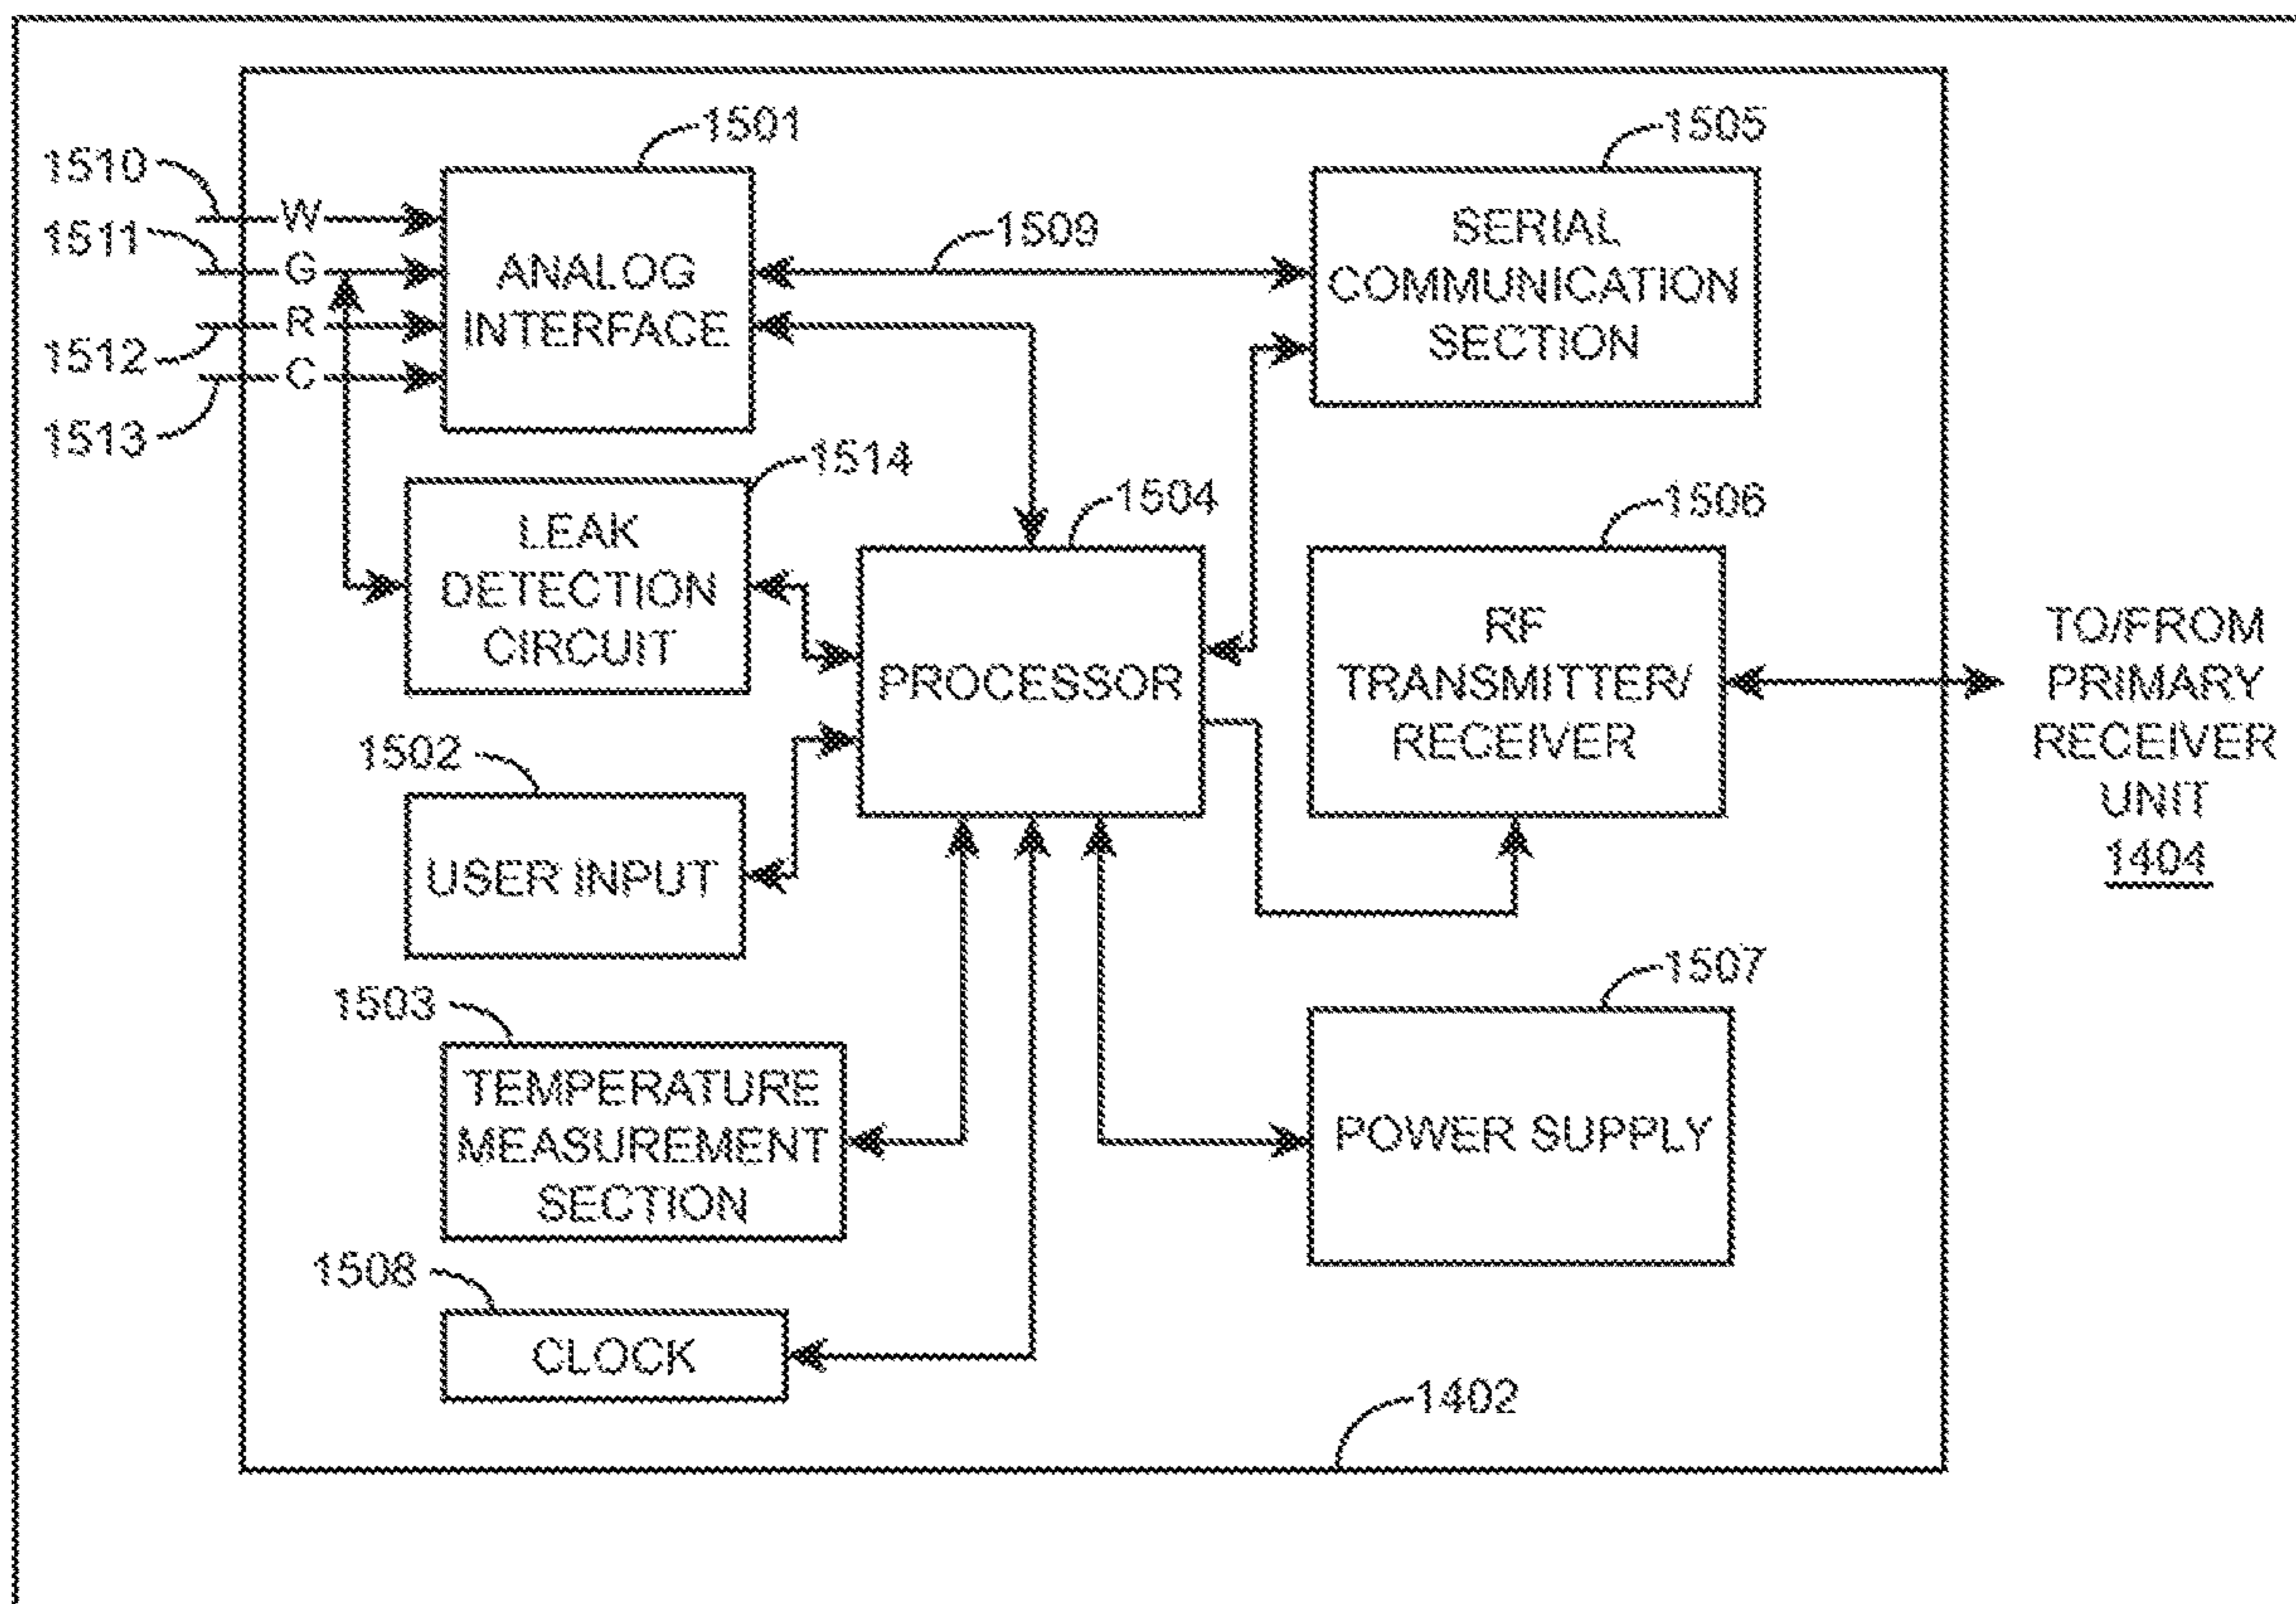 1501
1505
1510
W
1511
G
1509
ANALOG
INTERFACE
SERIAL
COMMUNICATION
SECTION
R
1512
C
1513
1514
1504
1506
LEAK
DETECTION
CIRCUIT
PROCESSOR
RF
TRANSMITTER/
RECEIVER
TO/FROM
PRIMARY
RECEIVER
UNIT
1404
1502
USER INPUT
1503
1507
TEMPERATURE
MEASUREMENT
SECTION
POWER SUPPLY
1508
CLOCK
1402